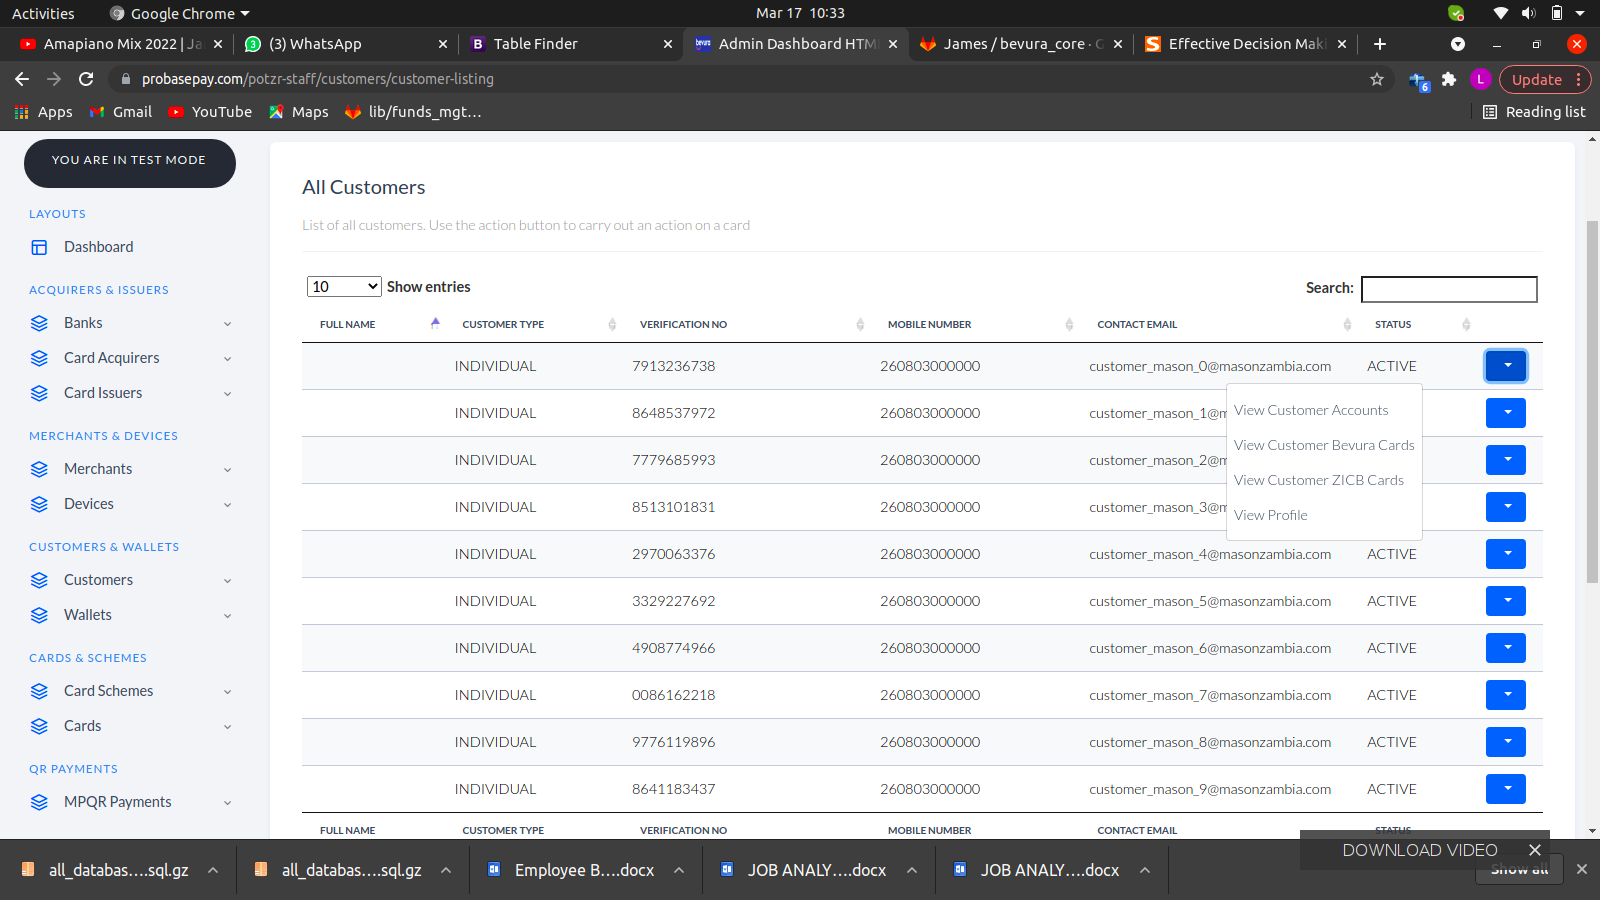 Activities
Google Chrome
Mar 17 10:33
Amapiano Mix 2022 | Ja
(3) WhatsApp
Table Finder
bevura
Admin Dashboard HTM
James / bevura_core · G
Effective Decision Maki
probasepay.com/potzr-staff/customers/customer-listing
6
L
Update
Apps
Gmail
YouTube
Maps
lib/funds_mgt...
Reading list
YOU ARE IN TEST MODE
LAYOUTS
Dashboard
ACQUIRERS & ISSUERS
Banks
Card Acquirers
Card Issuers
MERCHANTS & DEVICES
Merchants
Devices
CUSTOMERS & WALLETS
Customers
Wallets
CARDS & SCHEMES
Card Schemes
Cards
QR PAYMENTS
MPQR Payments
All Customers
List of all customers. Use the action button to carry out an action on a card
10 Show entries
Search:
FULL NAME CUSTOMER TYPE VERIFICATION NO MOBILE NUMBER CONTACT EMAIL STATUS
INDIVIDUAL 7913236738 260803000000 customer_mason_0@masonzambia.com ACTIVE
INDIVIDUAL 8648537972 260803000000 customer_mason_1@m
INDIVIDUAL 7779685993 260803000000 customer_mason_2@m
INDIVIDUAL 8513101831 260803000000 customer_mason_3@m
INDIVIDUAL 2970063376 260803000000 customer_mason_4@masonzambia.com ACTIVE
INDIVIDUAL 3329227692 260803000000 customer_mason_5@masonzambia.com ACTIVE
INDIVIDUAL 4908774966 260803000000 customer_mason_6@masonzambia.com ACTIVE
INDIVIDUAL 0086162218 260803000000 customer_mason_7@masonzambia.com ACTIVE
INDIVIDUAL 9776119896 260803000000 customer_mason_8@masonzambia.com ACTIVE
INDIVIDUAL 8641183437 260803000000 customer_mason_9@masonzambia.com ACTIVE
View Customer Accounts
View Customer Bevura Cards
View Customer ZICB Cards
View Profile
FULL NAME CUSTOMER TYPE VERIFICATION NO MOBILE NUMBER CONTACT EMAIL STATUS
DOWNLOAD VIDEO
all_databas....sql.gz
all_databas....sql.gz
Employee B....docx
JOB ANALY....docx
JOB ANALY....docx
Show all